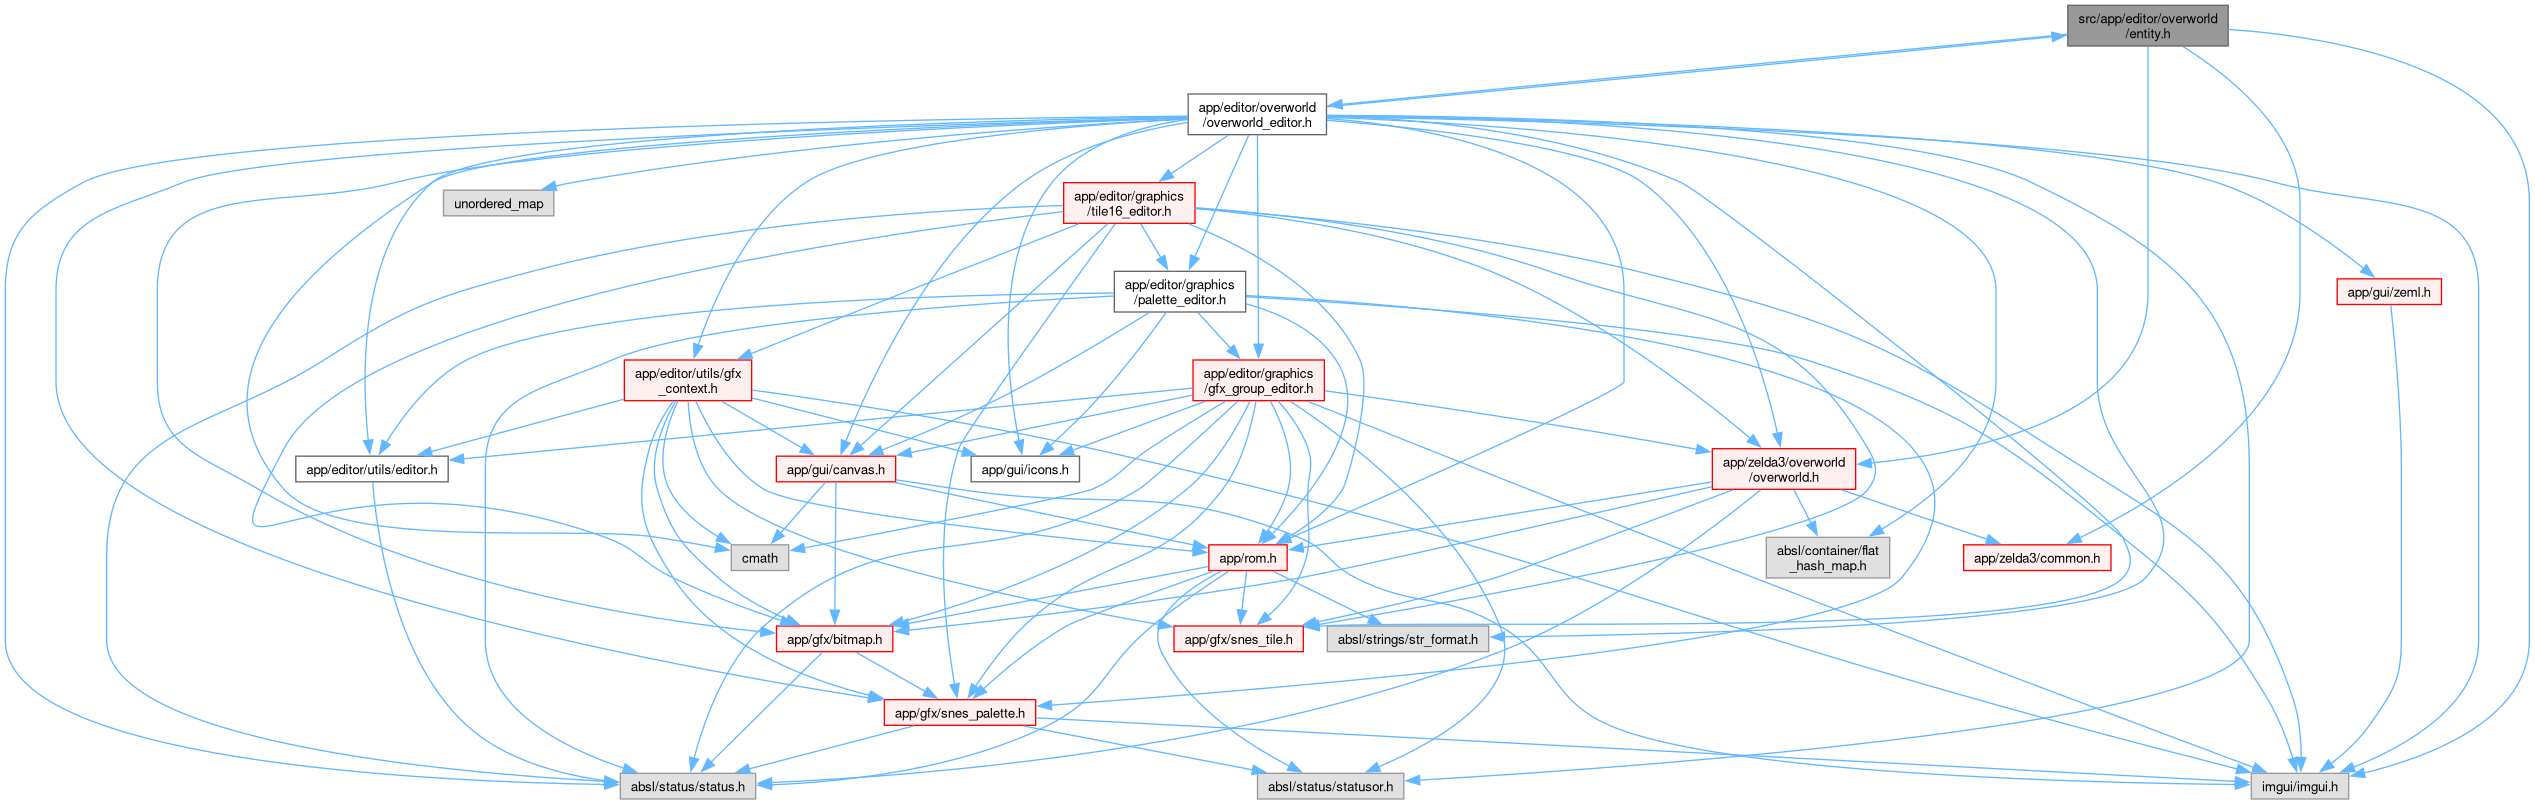 src/app/editor/overworld
/entity.h
app/editor/overworld
/overworld_editor.h
unordered_map
app/editor/graphics
/tile16_editor.h
app/editor/graphics
/palette_editor.h
app/gui/zeml.h
app/editor/utils/gfx
_context.h
app/editor/graphics
/gfx_group_editor.h
app/editor/utils/editor.h
app/gui/canvas.h
app/gui/icons.h
app/zelda3/overworld
/overworld.h
cmath
app/rom.h
absl/container/flat
_hash_map.h
app/zelda3/common.h
app/gfx/bitmap.h
app/gfx/snes_tile.h
absl/strings/str_format.h
app/gfx/snes_palette.h
absl/status/status.h
absl/status/statusor.h
imgui/imgui.h